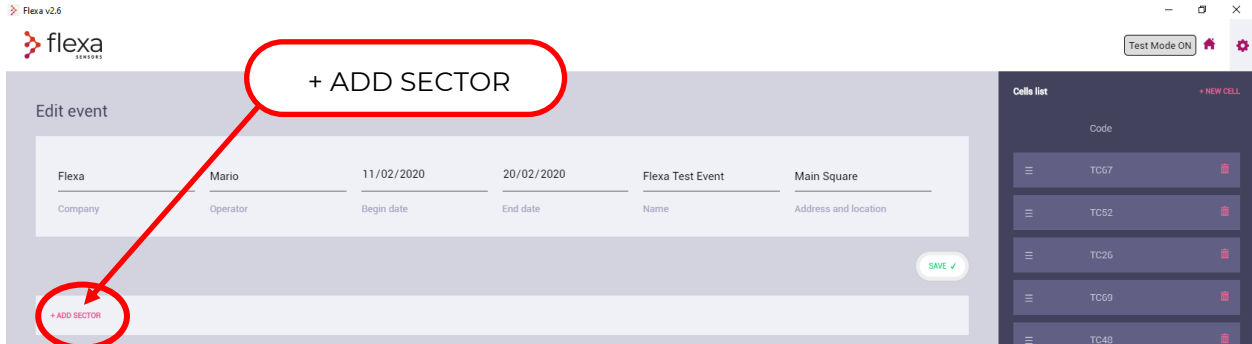 Flexa v2.6
flexa
SENSORS
Test Mode ON
+ ADD SECTOR
Edit event
Flexa Mario 11/02/2020 20/02/2020 Flexa Test Event Main Square
Company Operator Begin date End date Name Address and location
SAVE ✓
+ ADD SECTOR
Cells list + NEW CELL
Code
TC67
TC52
TC26
TC69
TC48